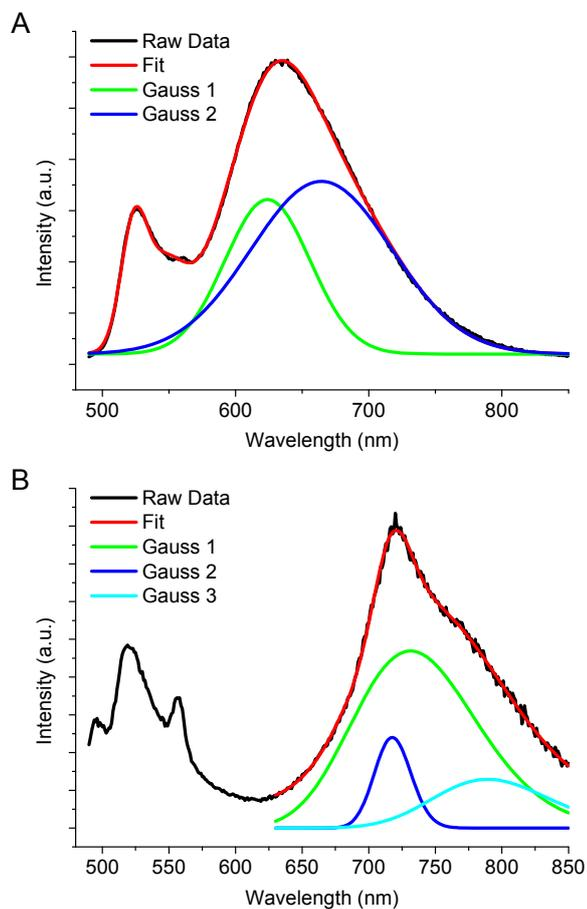 A
Raw Data
Fit
Gauss 1
Gauss 2
Intensity (a.u.)
500 600 700 800
Wavelength (nm)
B
Raw Data
Fit
Gauss 1
Gauss 2
Gauss 3
Intensity (a.u.)
500 550 600 650 700 750 800 850
Wavelength (nm)